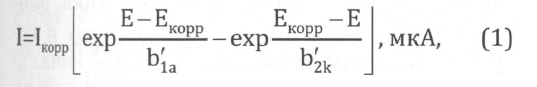 I=I_корр[exp (E−E_корр)/b′_1a − exp (E_корр−E)/b′_2k], мкА, (1)